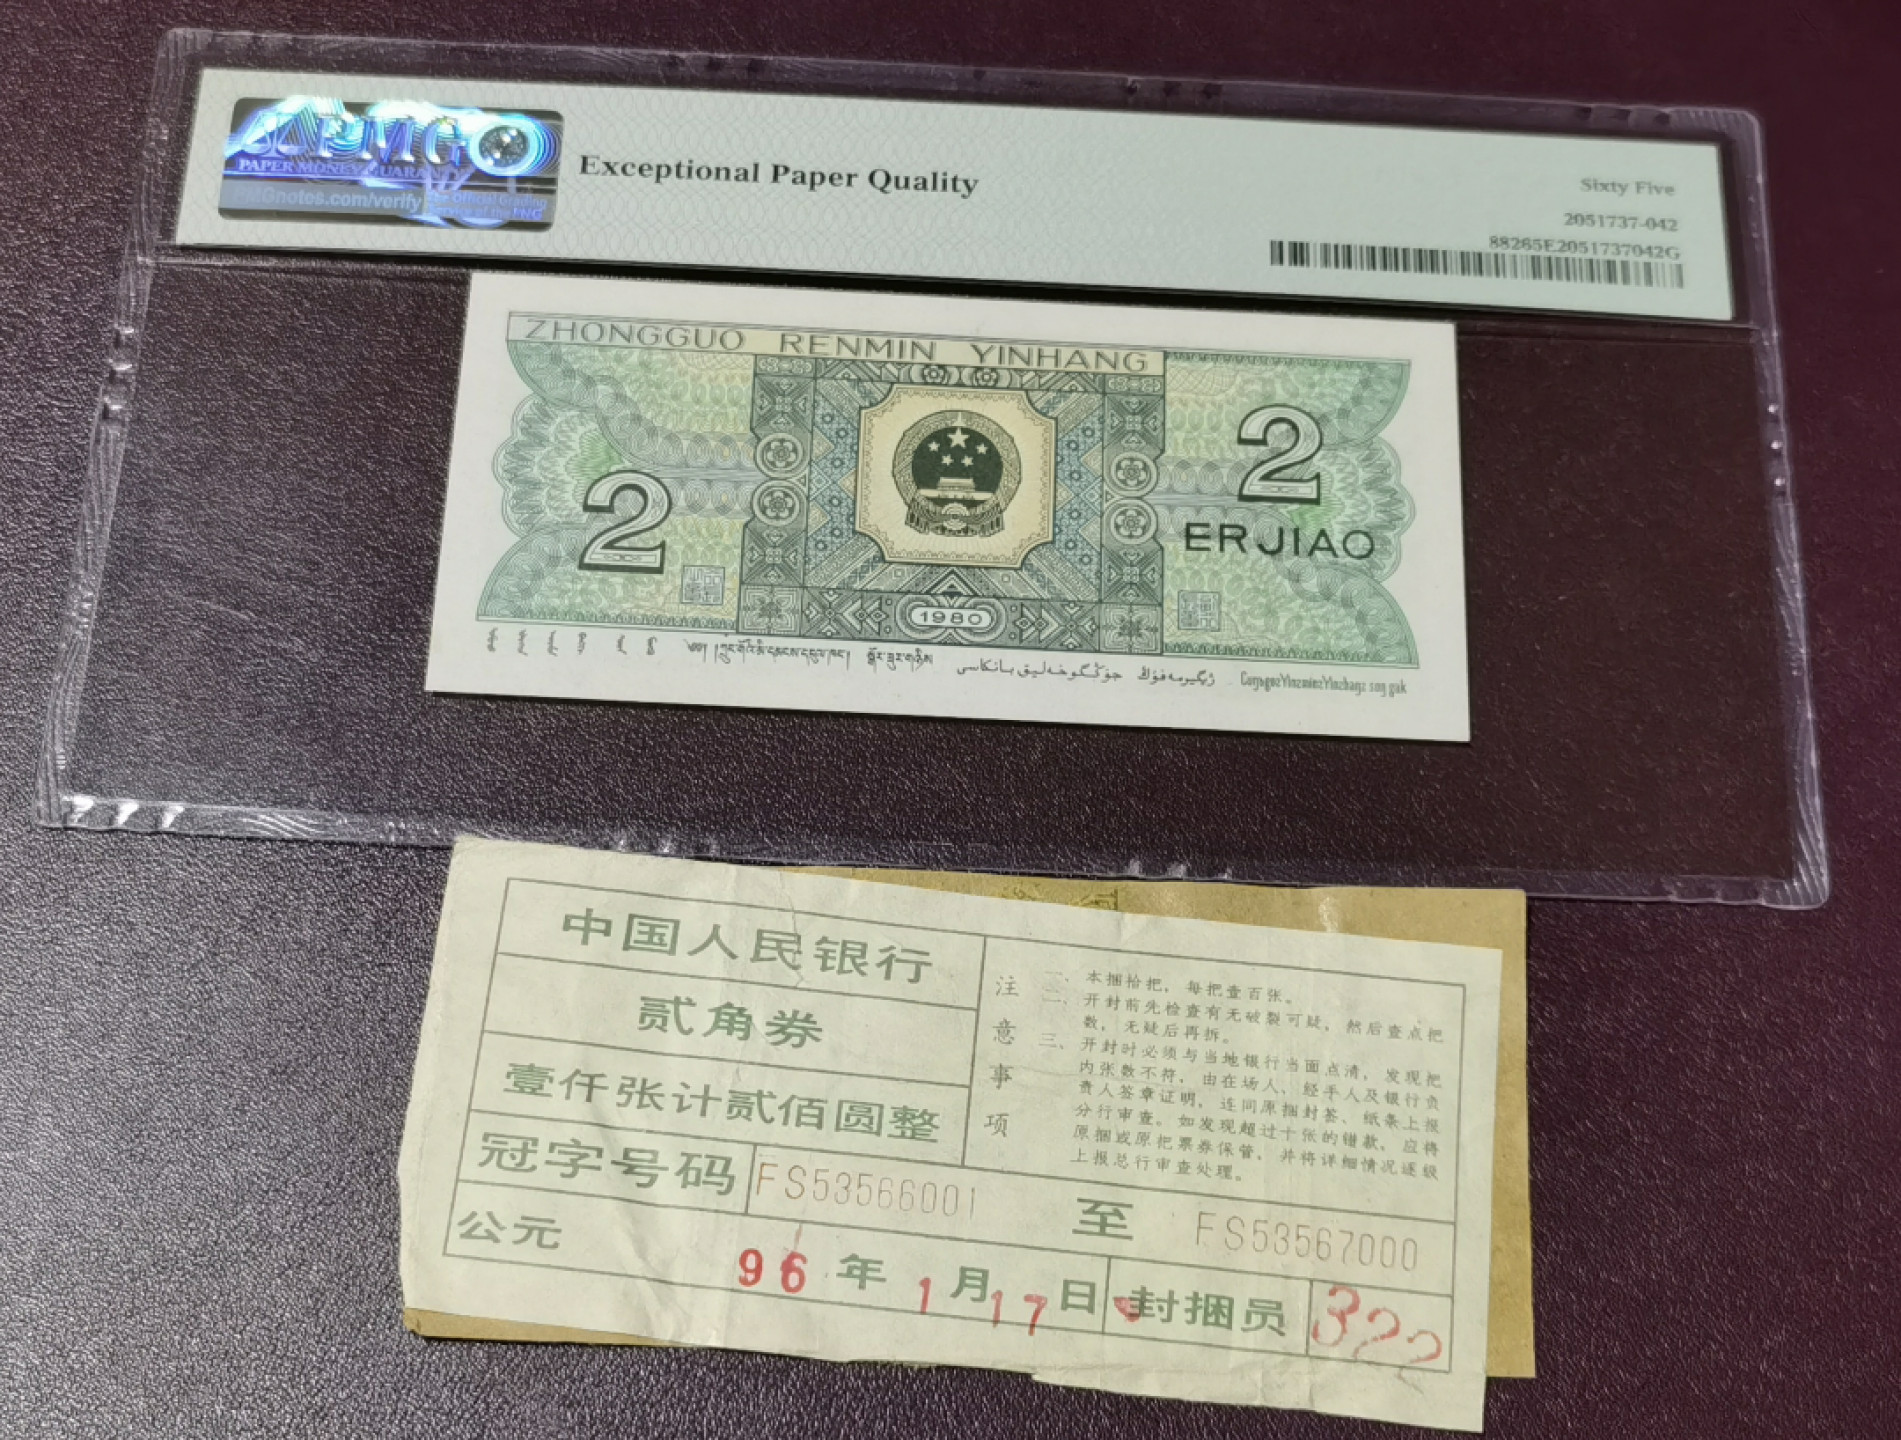 PMG
PAPER MONEY GUARANTY
PMGnotes.com/verify
The Official Grading
Service of the PNG
Exceptional Paper Quality
Sixty Five
2051737-042
88265E2051737042G
ZHONGGUO RENMIN YINHANG
2
2
ERJIAO
1980
中国人民银行
贰角券
壹仟张计贰佰圆整
冠字号码 FS53566001 至 FS53567000
公元 96 年 1 月 17 日 封捆员 322
注意事项
一、本捆拾把，每把壹百张。
二、开封前先检查有无破裂可疑，然后查点把
数，无疑后再拆。
三、开封时必须与当地银行当面点清，发现把
内张数不符，由在场人、经手人及银行负
责人签章证明，连同原捆封签、纸条上报
分行审查。如发现超过十张的错款，应将
原捆或原把票券保管，并将详细情况逐级
上报总行审查处理。